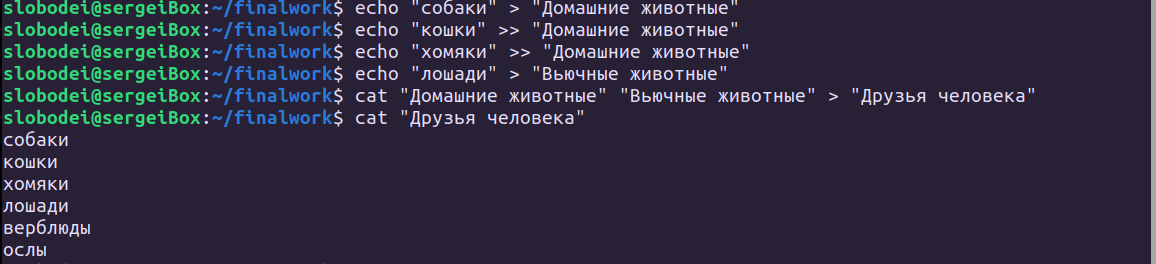 slobodei@sergeiBox:~/finalwork$ echo "собаки" > "Домашние животные"
slobodei@sergeiBox:~/finalwork$ echo "кошки" >> "Домашние животные"
slobodei@sergeiBox:~/finalwork$ echo "хомяки" >> "Домашние животные"
slobodei@sergeiBox:~/finalwork$ echo "лошади" > "Вьючные животные"
slobodei@sergeiBox:~/finalwork$ cat "Домашние животные" "Вьючные животные" > "Друзья человека"
slobodei@sergeiBox:~/finalwork$ cat "Друзья человека"
собаки
кошки
хомяки
лошади
верблюды
ослы